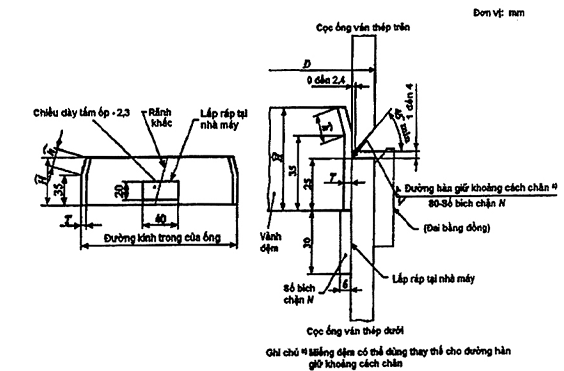 Đơn vị: mm
Cọc ống ván thép trên
D
0 đến 2,4
Chiều dày tấm ốp - 2,3
Rãnh khấc
Lắp ráp tại nhà máy
1 đến 4
h
H
35
20
T
40
Đường kính trong của ống
H
35
25
T
30
6
Vành đệm
Đường hàn giữ khoảng cách chân a)
80-Số bích chặn N
(Đai bằng đồng)
Số bích chặn N
Lắp ráp tại nhà máy
Cọc ống ván thép dưới
Ghi chú a) Miếng đệm có thể dùng thay thế cho đường hàn
giữ khoảng cách chân